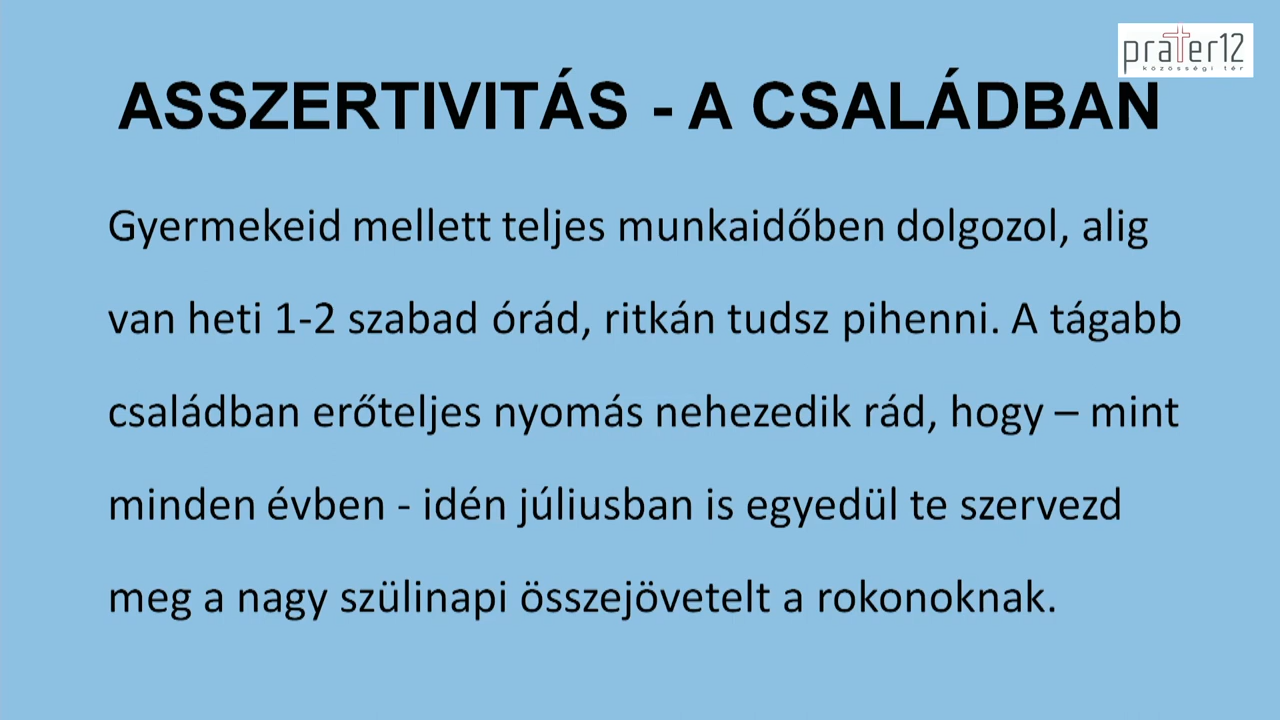 prater12
közösségi tér
ASSZERTIVITÁS - A CSALÁDBAN
Gyermekeid mellett teljes munkaidőben dolgozol, alig
van heti 1-2 szabad órád, ritkán tudsz pihenni. A tágabb
családban erőteljes nyomás nehezedik rád, hogy – mint
minden évben - idén júliusban is egyedül te szervezd
meg a nagy szülinapi összejövetelt a rokonoknak.